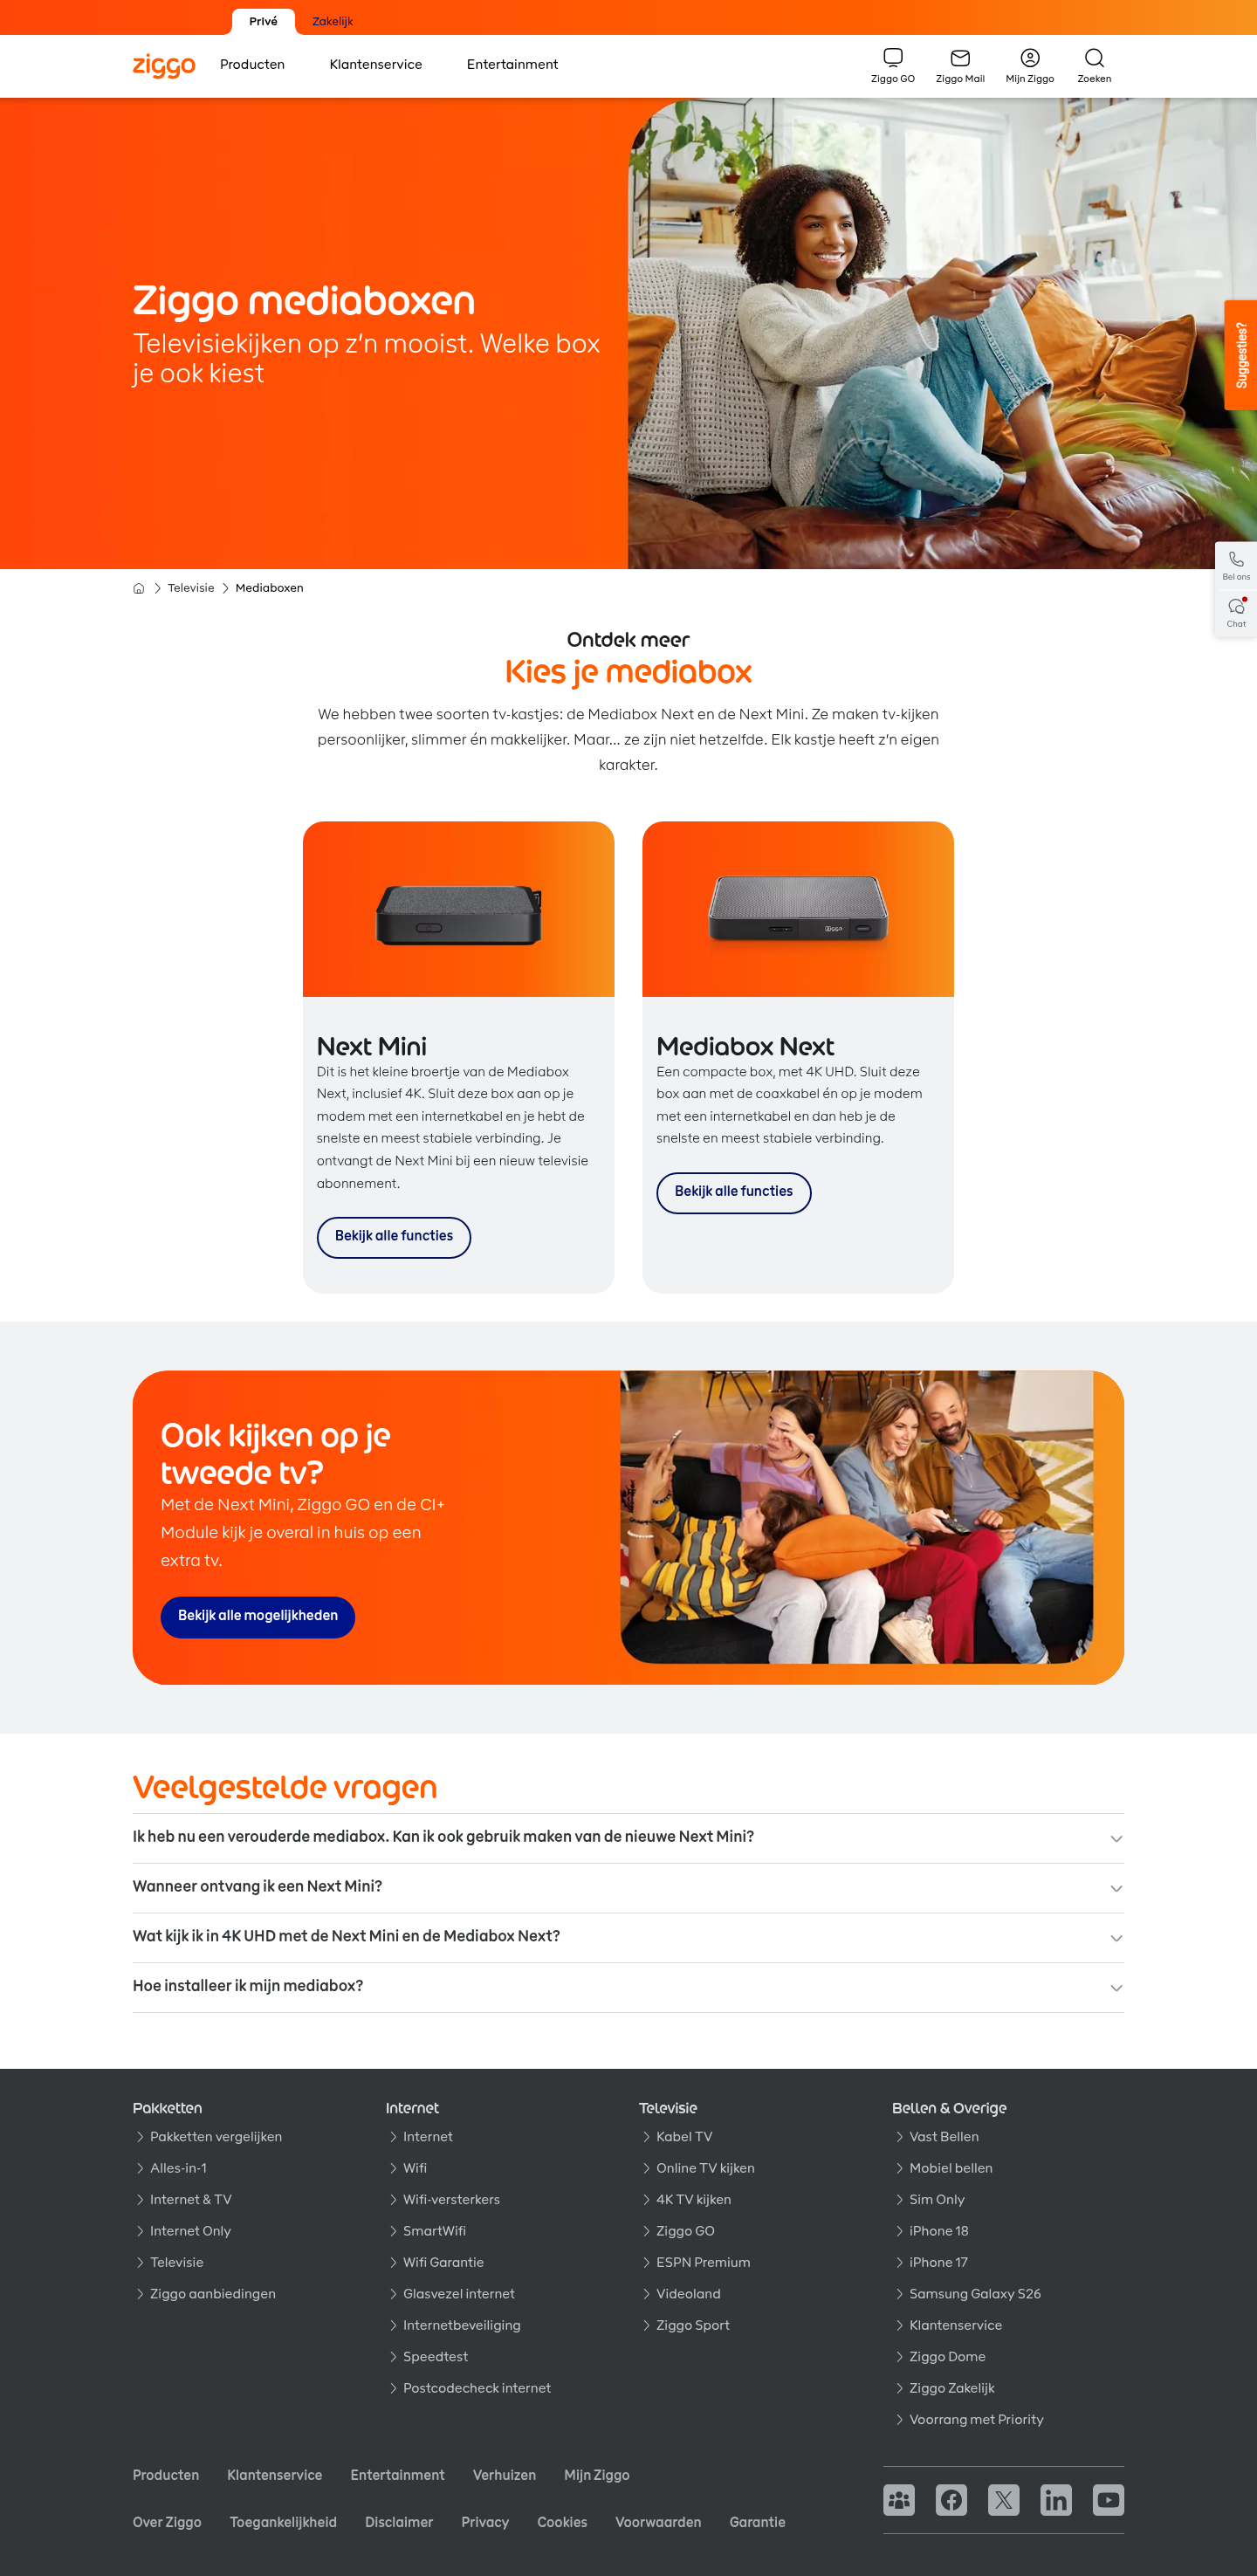 Privé
Zakelijk
ziggo
Producten
Klantenservice
Entertainment
Ziggo GO
Ziggo Mail
Mijn Ziggo
Zoeken
Ziggo mediaboxen
Televisiekijken op z'n mooist. Welke box
je ook kiest
Suggesties?
Bel ons
Chat
Televisie
Mediaboxen
Ontdek meer
Kies je mediabox
We hebben twee soorten tv-kastjes: de Mediabox Next en de Next Mini. Ze maken tv-kijken
persoonlijker, slimmer én makkelijker. Maar... ze zijn niet hetzelfde. Elk kastje heeft z'n eigen
karakter.
Ziggo
Next Mini
Dit is het kleine broertje van de Mediabox
Next, inclusief 4K. Sluit deze box aan op je
modem met een internetkabel en je hebt de
snelste en meest stabiele verbinding. Je
ontvangt de Next Mini bij een nieuw televisie
abonnement.
Bekijk alle functies
Mediabox Next
Een compacte box, met 4K UHD. Sluit deze
box aan met de coaxkabel én op je modem
met een internetkabel en dan heb je de
snelste en meest stabiele verbinding.
Bekijk alle functies
Ook kijken op je
tweede tv?
Met de Next Mini, Ziggo GO en de CI+
Module kijk je overal in huis op een
extra tv.
Bekijk alle mogelijkheden
Veelgestelde vragen
Ik heb nu een verouderde mediabox. Kan ik ook gebruik maken van de nieuwe Next Mini?
Wanneer ontvang ik een Next Mini?
Wat kijk ik in 4K UHD met de Next Mini en de Mediabox Next?
Hoe installeer ik mijn mediabox?
Pakketten
Pakketten vergelijken
Alles-in-1
Internet & TV
Internet Only
Televisie
Ziggo aanbiedingen
Internet
Internet
Wifi
Wifi-versterkers
SmartWifi
Wifi Garantie
Glasvezel internet
Internetbeveiliging
Speedtest
Postcodecheck internet
Televisie
Kabel TV
Online TV kijken
4K TV kijken
Ziggo GO
ESPN Premium
Videoland
Ziggo Sport
Bellen & Overige
Vast Bellen
Mobiel bellen
Sim Only
iPhone 18
iPhone 17
Samsung Galaxy S26
Klantenservice
Ziggo Dome
Ziggo Zakelijk
Voorrang met Priority
Producten
Klantenservice
Entertainment
Verhuizen
Mijn Ziggo
Over Ziggo
Toegankelijkheid
Disclaimer
Privacy
Cookies
Voorwaarden
Garantie